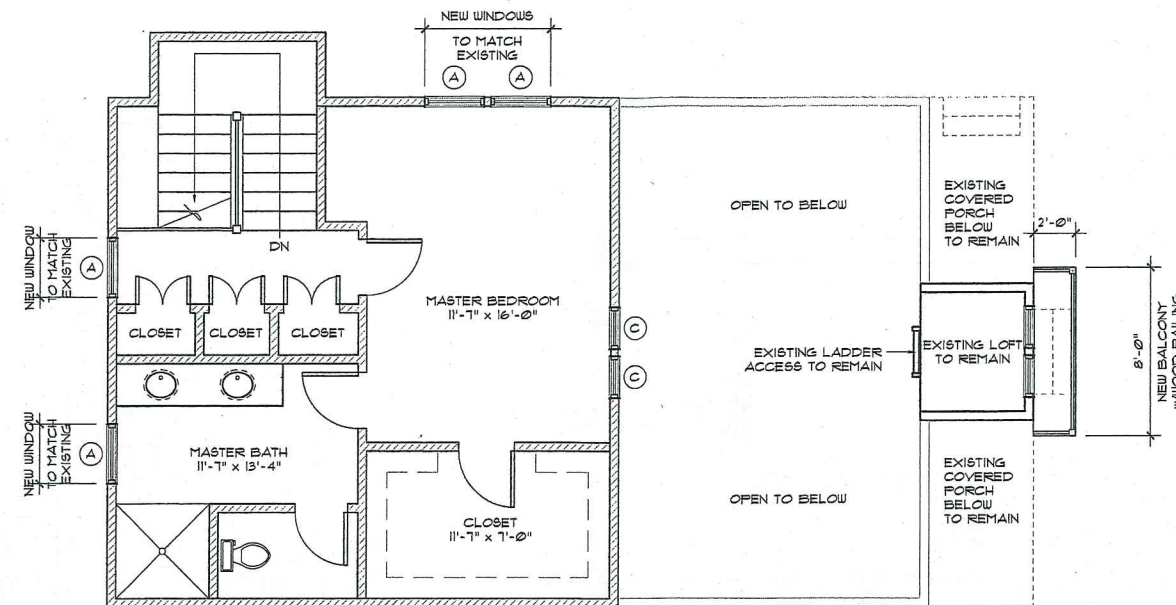 NEW WINDOWS
TO MATCH
EXISTING
A
A
OPEN TO BELOW
EXISTING
COVERED
PORCH
BELOW
TO REMAIN
2'-0"
NEW WINDOW
TO MATCH
EXISTING
A
DN
MASTER BEDROOM
11'-7" x 16'-0"
CLOSET
CLOSET
CLOSET
C
C
EXISTING LADDER
ACCESS TO REMAIN
EXISTING LOFT
TO REMAIN
8'-0"
NEW BALCONY
NEW WINDOW
TO MATCH
EXISTING
A
MASTER BATH
11'-7" x 13'-4"
CLOSET
11'-7" x 7'-0"
OPEN TO BELOW
EXISTING
COVERED
PORCH
BELOW
TO REMAIN